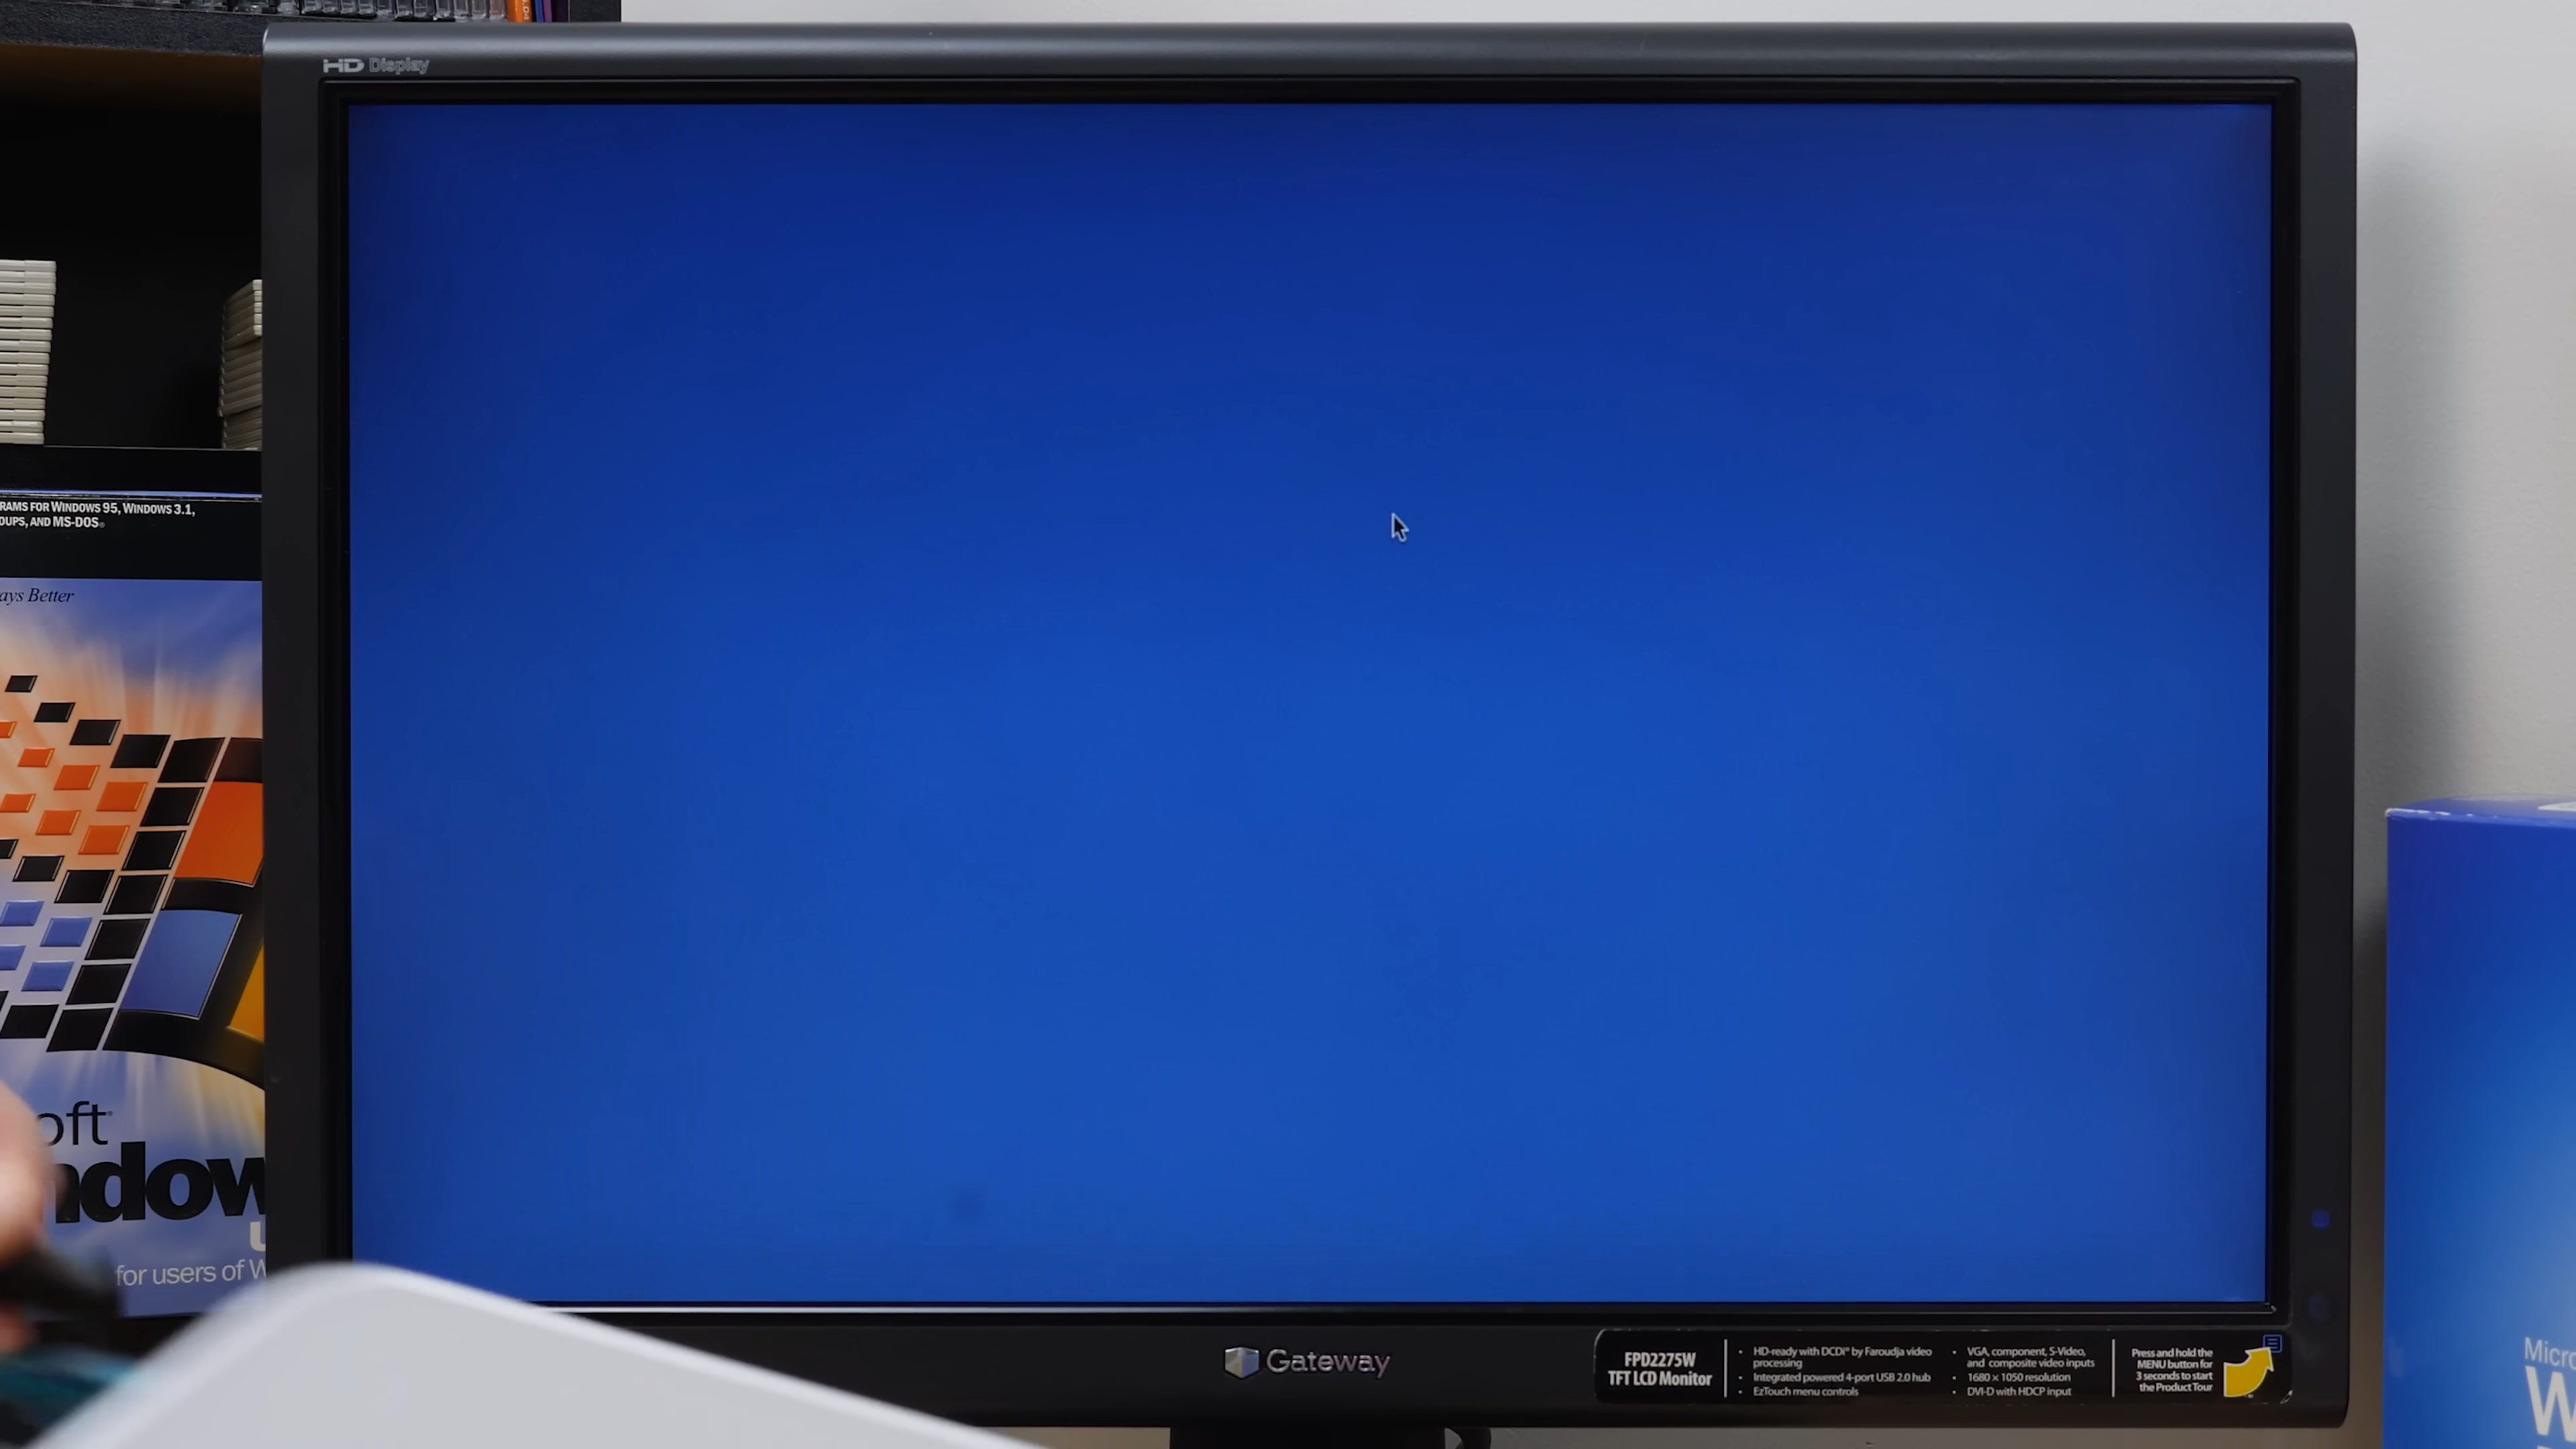 HD Display
RAMS FOR WINDOWS 95, WINDOWS 3.1,
OUPS, AND MS-DOS®
ays Better
oft
ndow
for users of W
Gateway
FPD2275W
TFT LCD Monitor
• HD-ready with DCDi® by Faroudja video
processing
• Integrated powered 4-port USB 2.0 hub
• EzTouch menu controls
• VGA, component, S-Video,
and composite video inputs
• 1680 × 1050 resolution
• DVI-D with HDCP input
Press and hold the
MENU button for
3 seconds to start
the Product Tour
Micro
W